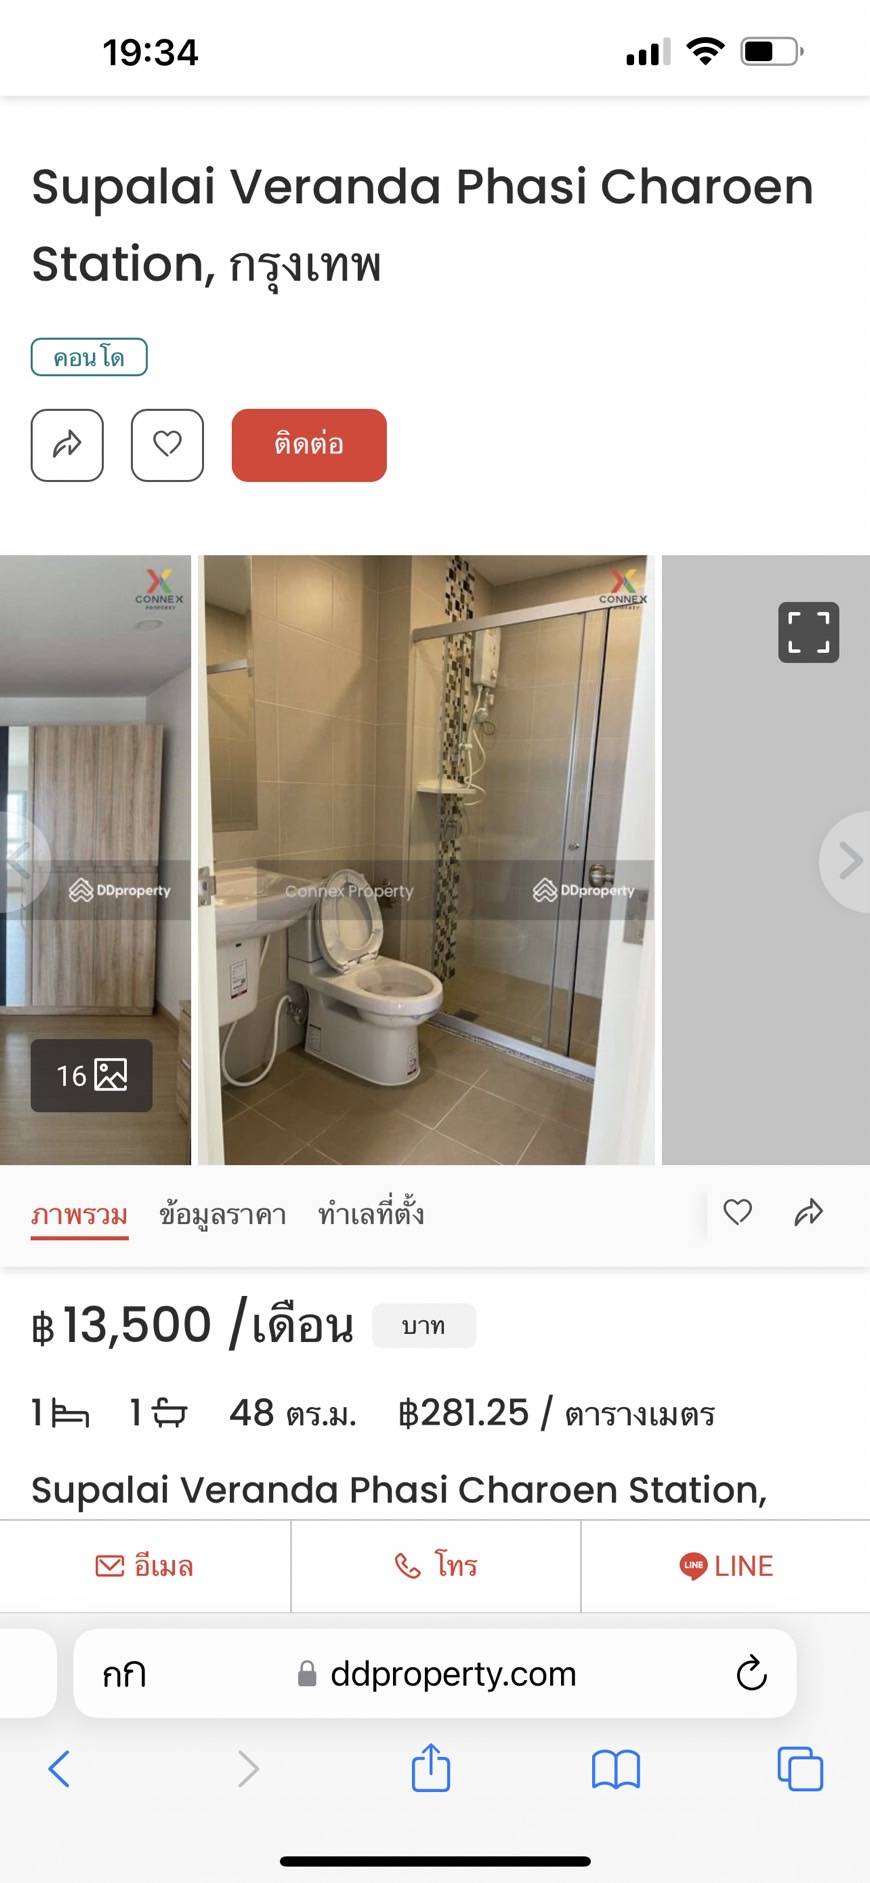 19:34
Supalai Veranda Phasi Charoen
Station, กรุงเทพ
คอนโด
ติดต่อ
CONNEX
PROPERTY
CONNEX
DDproperty
Connex Property
DDproperty
16
ภาพรวม ข้อมูลราคา ทำเลที่ตั้ง
฿13,500 /เดือน บาท
1 1 48 ตร.ม. ฿281.25 / ตารางเมตร
Supalai Veranda Phasi Charoen Station,
อีเมล โทร LINE LINE
กก ddproperty.com